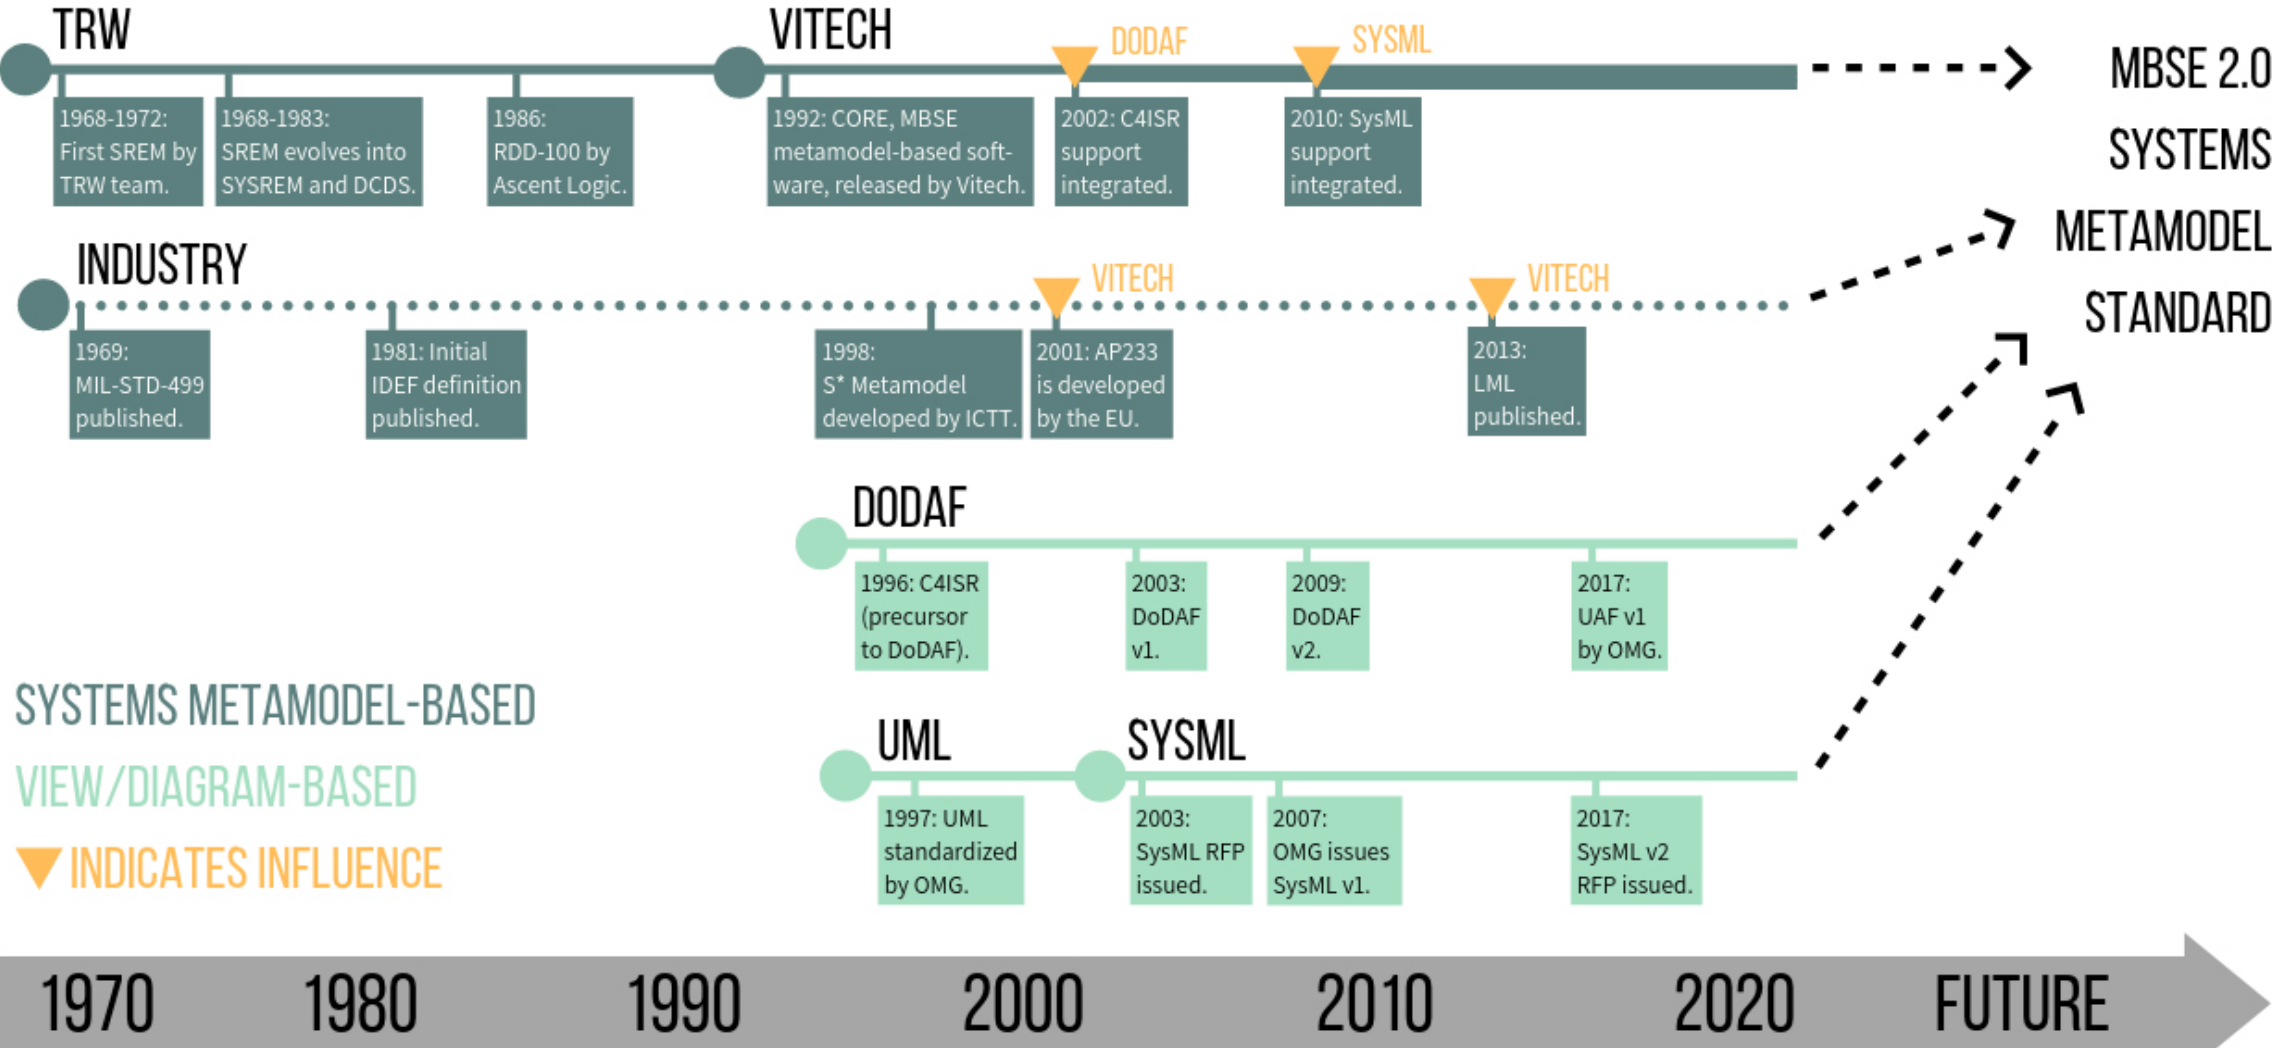 TRW
VITECH
DODAF
SYSML
1968-1972:
First SREM by
TRW team.
1968-1983:
SREM evolves into
SYSREM and DCDS.
1986:
RDD-100 by
Ascent Logic.
1992: CORE, MBSE
metamodel-based soft-
ware, released by Vitech.
2002: C4ISR
support
integrated.
2010: SysML
support
integrated.
MBSE 2.0
SYSTEMS
METAMODEL
STANDARD
INDUSTRY
VITECH
VITECH
1969:
MIL-STD-499
published.
1981: Initial
IDEF definition
published.
1998:
S* Metamodel
developed by ICTT.
2001: AP233
is developed
by the EU.
2013:
LML
published.
DODAF
1996: C4ISR
(precursor
to DoDAF).
2003:
DoDAF
v1.
2009:
DoDAF
v2.
2017:
UAF v1
by OMG.
UML
SYSML
1997: UML
standardized
by OMG.
2003:
SysML RFP
issued.
2007:
OMG issues
SysML v1.
2017:
SysML v2
RFP issued.
SYSTEMS METAMODEL-BASED
VIEW/DIAGRAM-BASED
INDICATES INFLUENCE
1970
1980
1990
2000
2010
2020
FUTURE